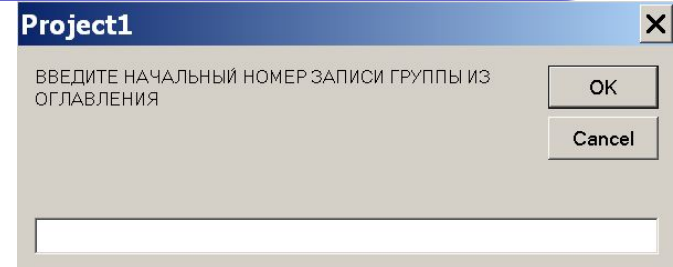 Project1
ВВЕДИТЕ НАЧАЛЬНЫЙ НОМЕР ЗАПИСИ ГРУППЫ ИЗ
ОГЛАВЛЕНИЯ
OK
Cancel